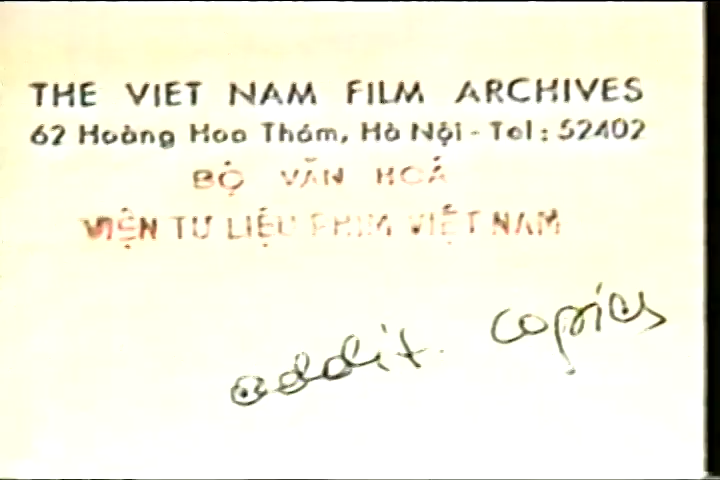 THE VIET NAM FILM ARCHIVES
62 Hoàng Hoa Thám, Hà Nội - Tel: 52402
BỘ VĂN HOÁ
VIỆN TƯ LIỆU PHIM VIỆT NAM
addit. copies